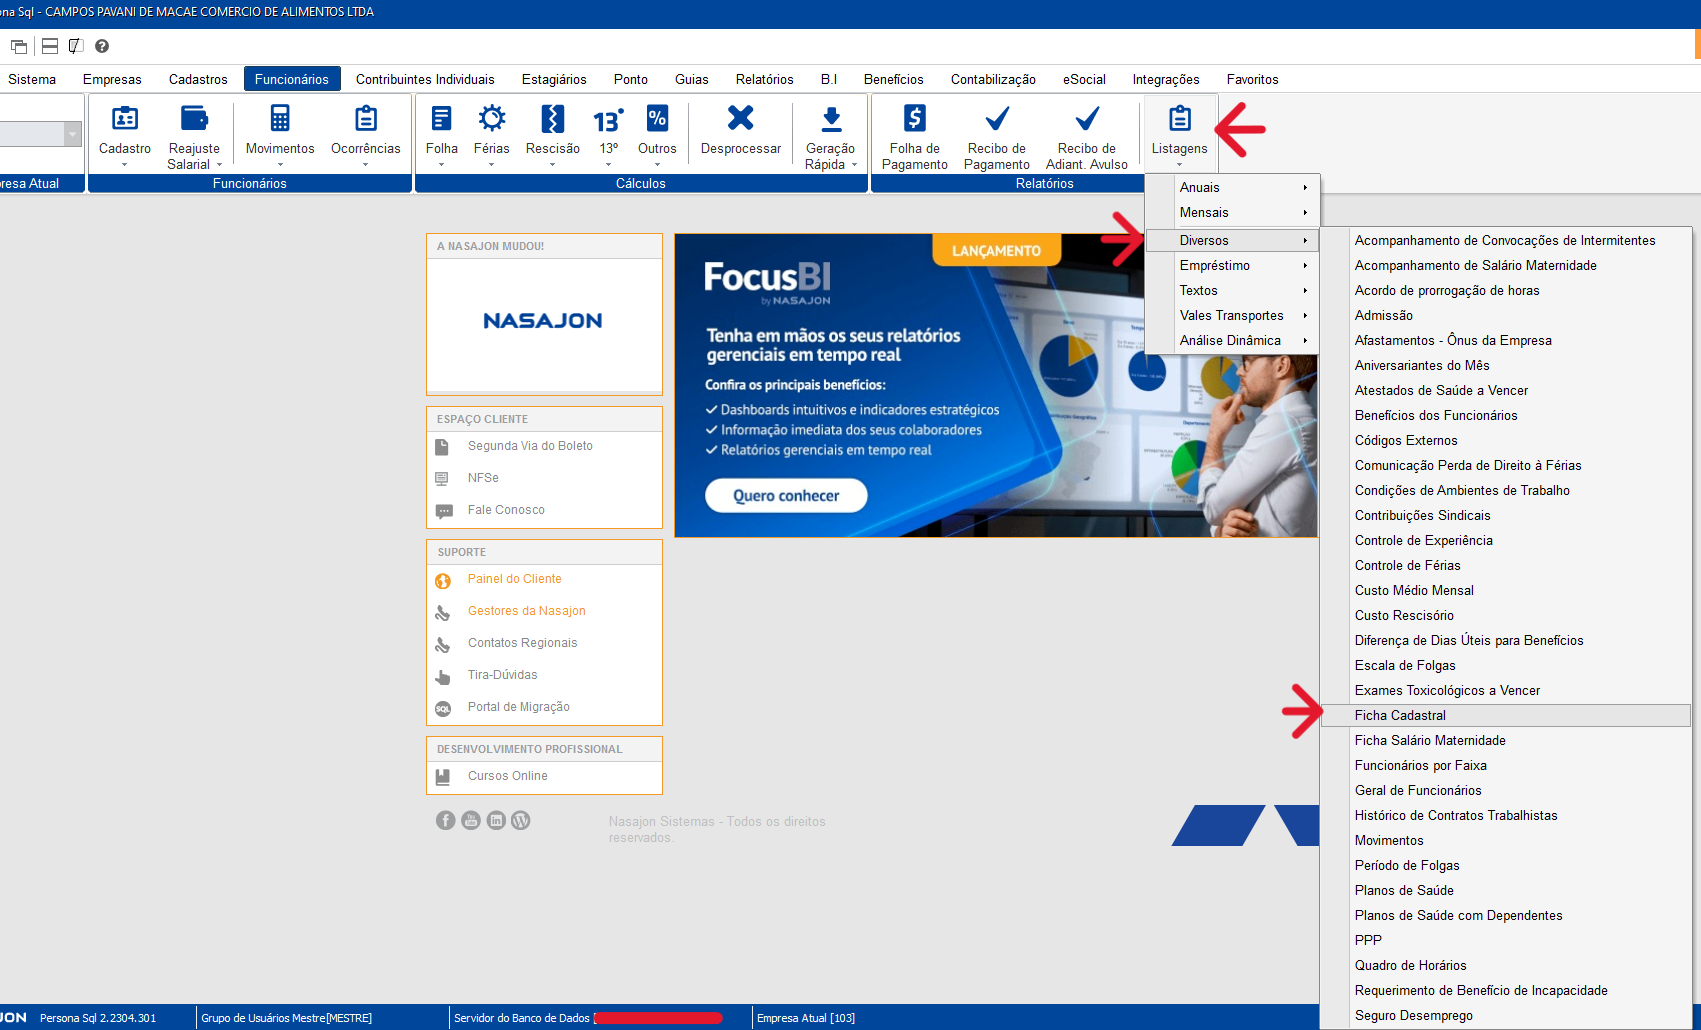 ona Sql - CAMPOS PAVANI DE MACAE COMERCIO DE ALIMENTOS LTDA
Sistema Empresas Cadastros Funcionários Contribuintes Individuais Estagiários Ponto Guias Relatórios B.I Benefícios Contabilização eSocial Integrações Favoritos
Cadastro
Reajuste
Salarial
Movimentos
Ocorrências
Folha
Férias
Rescisão
13º
13º
%
Outros
Desprocessar
Geração
Rápida
Folha de
Pagamento
Recibo de
Pagamento
Recibo de
Adiant. Avulso
Listagens
resa Atual
Funcionários
Cálculos
Relatórios
Anuais
Mensais
Diversos
Empréstimo
Textos
Vales Transportes
Análise Dinâmica
Acompanhamento de Convocações de Intermitentes
Acompanhamento de Salário Maternidade
Acordo de prorrogação de horas
Admissão
Afastamentos - Ônus da Empresa
Aniversariantes do Mês
Atestados de Saúde a Vencer
Benefícios dos Funcionários
Códigos Externos
Comunicação Perda de Direito à Férias
Condições de Ambientes de Trabalho
Contribuições Sindicais
Controle de Experiência
Controle de Férias
Custo Médio Mensal
Custo Rescisório
Diferença de Dias Úteis para Benefícios
Escala de Folgas
Exames Toxicológicos a Vencer
Ficha Cadastral
Ficha Salário Maternidade
Funcionários por Faixa
Geral de Funcionários
Histórico de Contratos Trabalhistas
Movimentos
Período de Folgas
Planos de Saúde
Planos de Saúde com Dependentes
PPP
Quadro de Horários
Requerimento de Benefício de Incapacidade
Seguro Desemprego
A NASAJON MUDOU!
NASAJON
ESPAÇO CLIENTE
Segunda Via do Boleto
NFSe
Fale Conosco
SUPORTE
Painel do Cliente
Gestores da Nasajon
Contatos Regionais
Tira-Dúvidas
SQL
Portal de Migração
DESENVOLVIMENTO PROFISSIONAL
Cursos Online
LANÇAMENTO
FocusBI
by NASAJON
Tenha em mãos os seus relatórios
gerenciais em tempo real
Confira os principais benefícios:
Dashboards intuitivos e indicadores estratégicos
Informação imediata dos seus colaboradores
Relatórios gerenciais em tempo real
Quero conhecer
Nasajon Sistemas - Todos os direitos
reservados.
JON Persona Sql 2.2304.301 Grupo de Usuários Mestre[MESTRE] Servidor do Banco de Dados [ Empresa Atual [103]